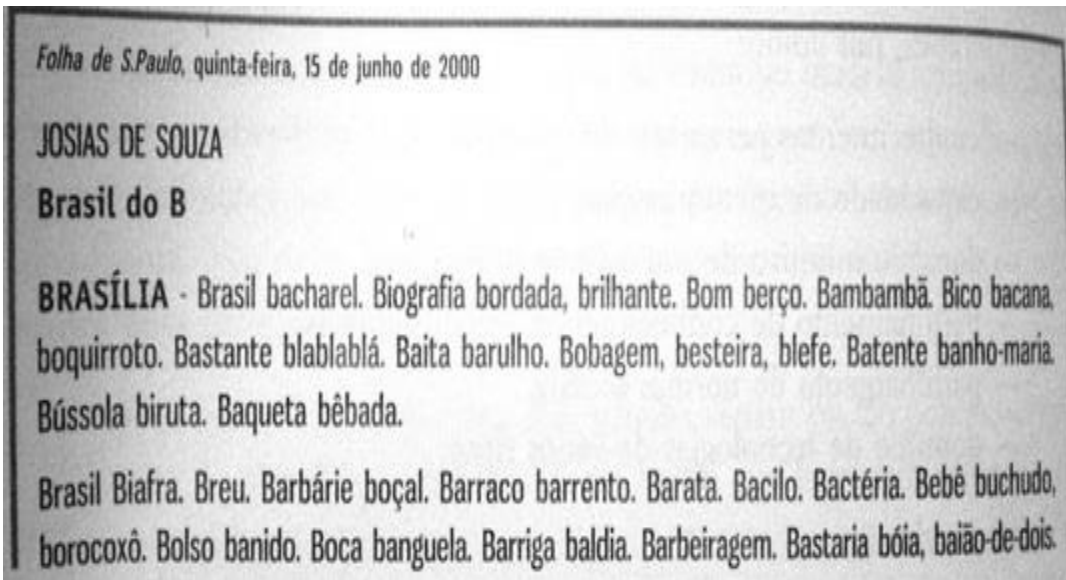 Folha de S.Paulo, quinta-feira, 15 de junho de 2000
JOSIAS DE SOUZA
Brasil do B
BRASÍLIA - Brasil bacharel. Biografia bordada, brilhante. Bom berço. Bambambã. Bico bacana,
boquirroto. Bastante blablablá. Baita barulho. Bobagem, besteira, blefe. Batente banho-maria.
Bússola biruta. Baqueta bêbada.
Brasil Biafra. Breu. Barbárie boçal. Barraco barrento. Barata. Bacilo. Bactéria. Bebê buchudo,
borocoxô. Bolso banido. Boca banguela. Barriga baldia. Barbeiragem. Bastaria bóia, baião-de-dois.